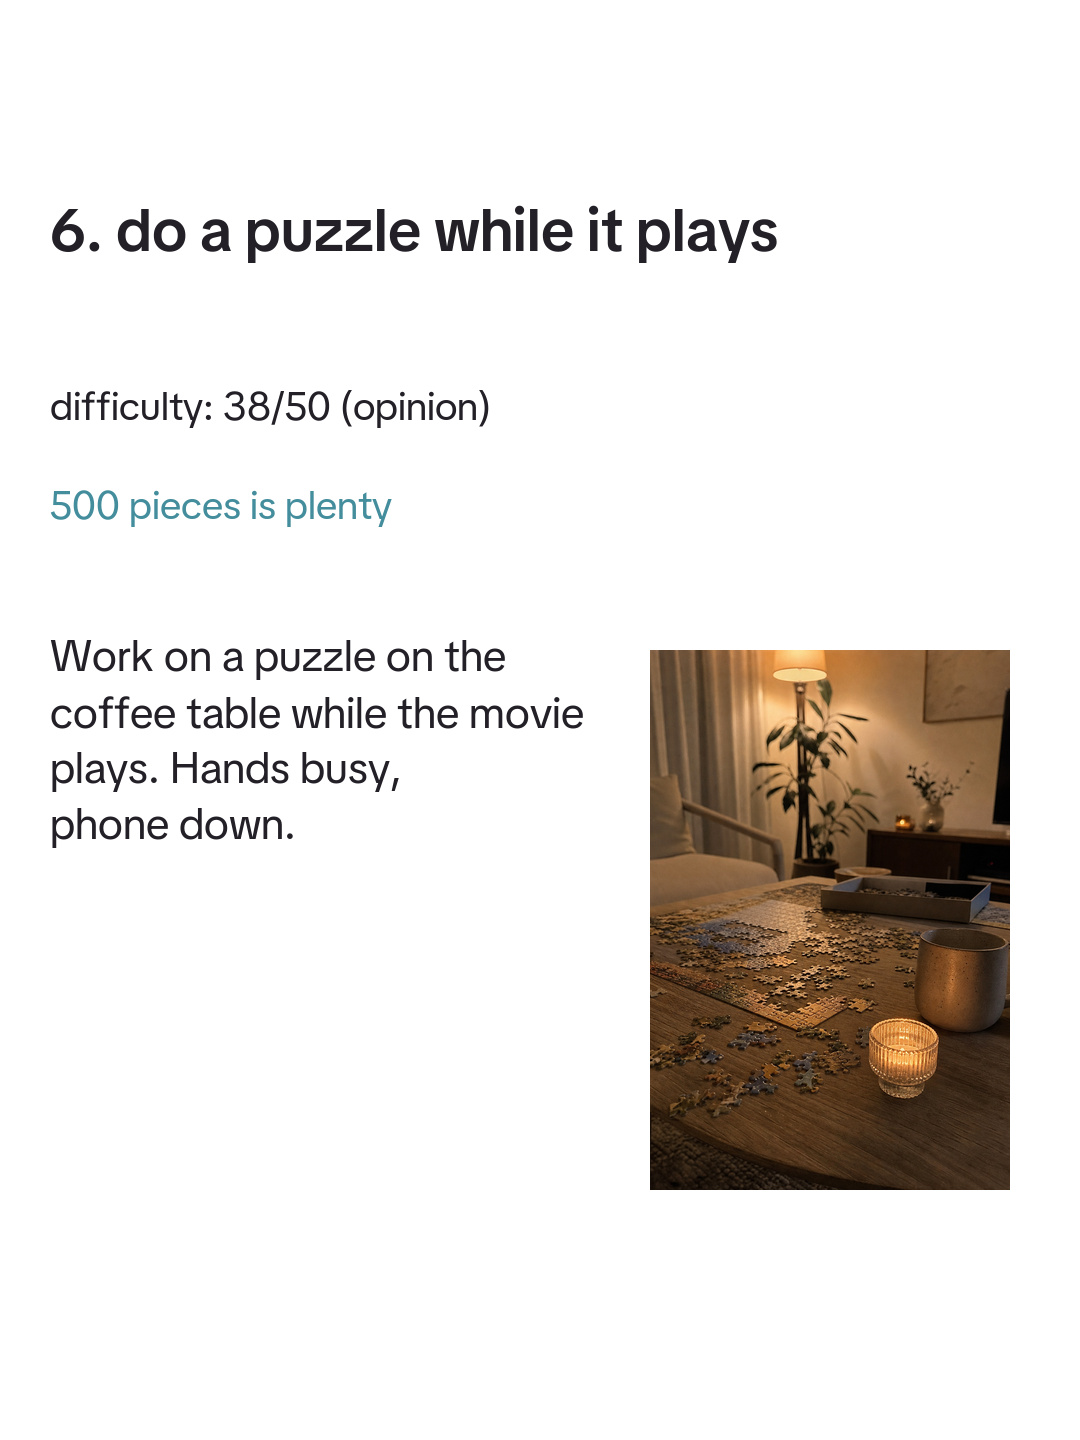 6. do a puzzle while it plays
difficulty: 38/50 (opinion)
500 pieces is plenty
Work on a puzzle on the
coffee table while the movie
plays. Hands busy,
phone down.